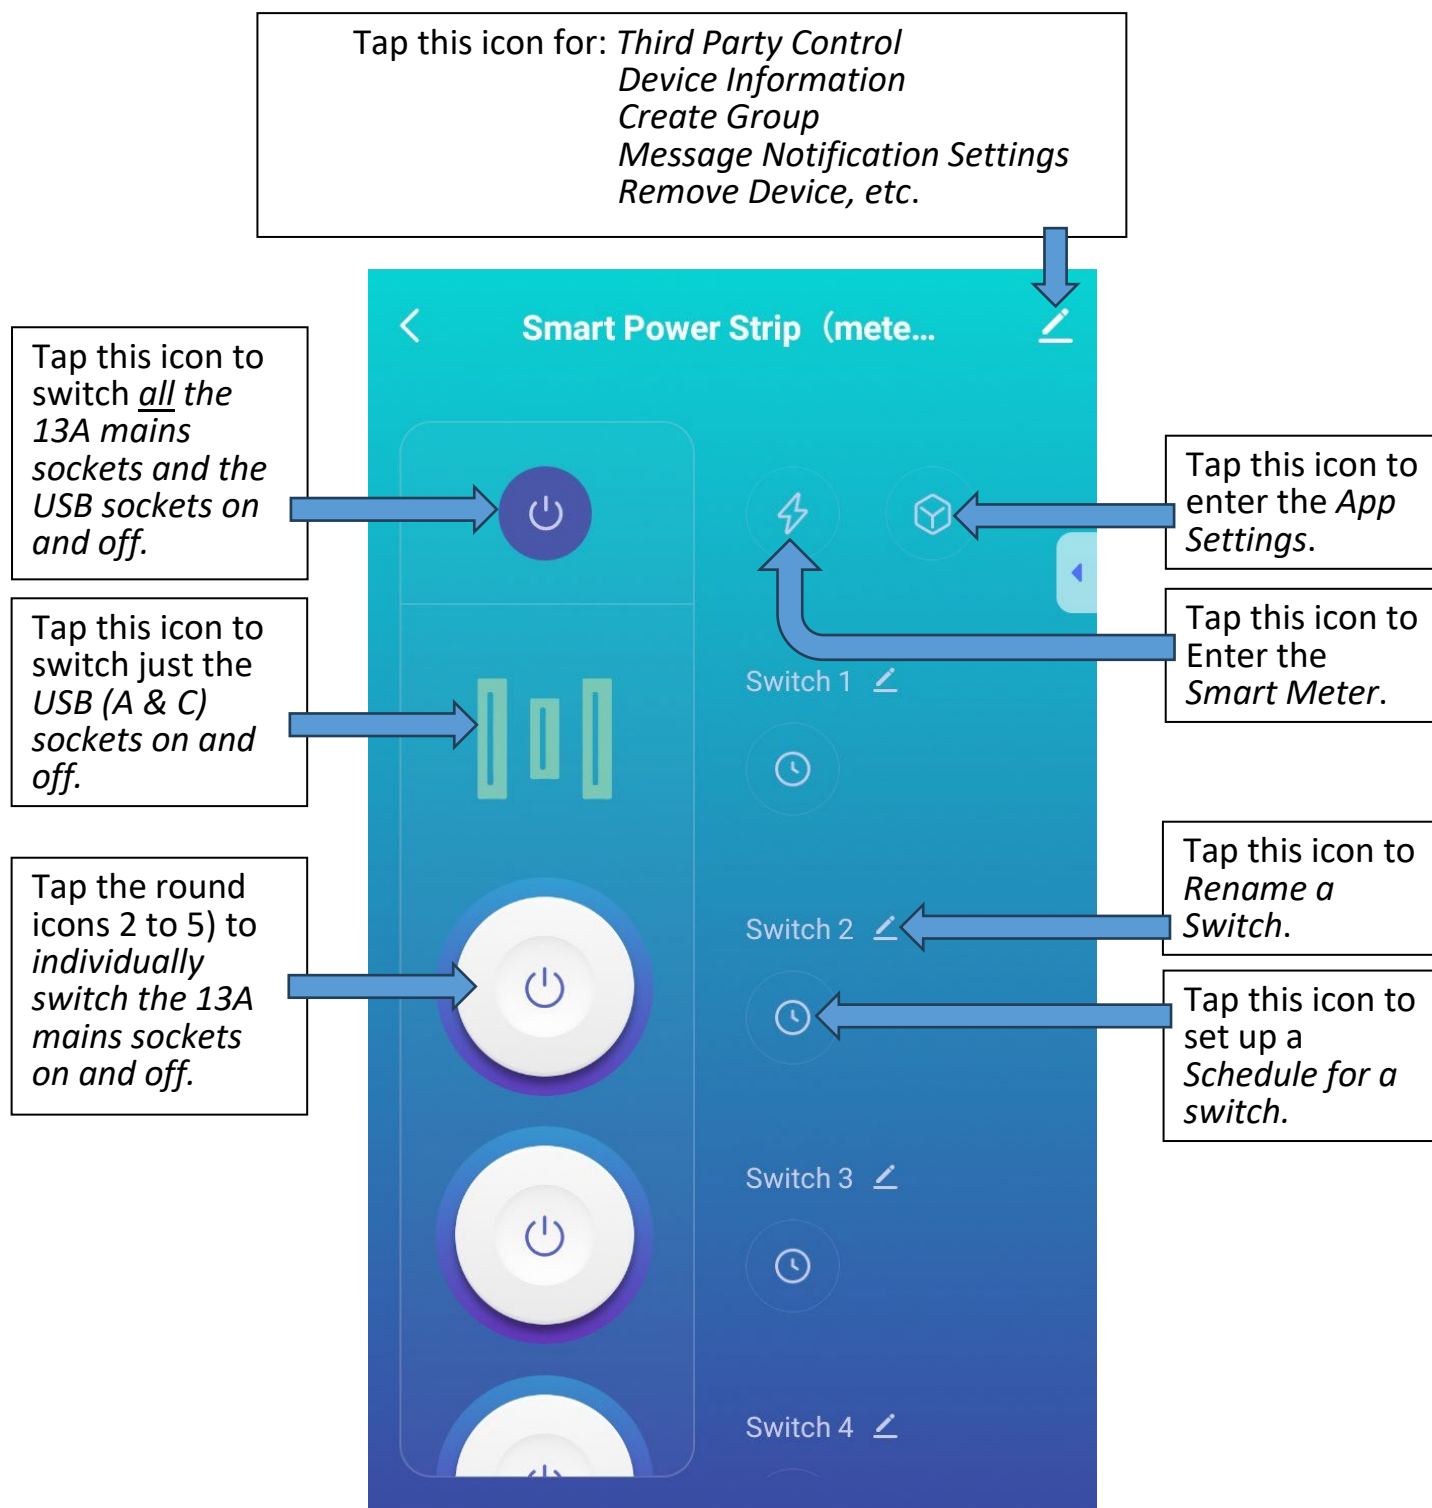 Tap this icon for: Third Party Control
Device Information
Create Group
Message Notification Settings
Remove Device, etc.
Smart Power Strip（mete...
Tap this icon to
switch all the
13A mains
sockets and the
USB sockets on
and off.
Tap this icon to
enter the App
Settings.
Tap this icon to
switch just the
USB (A & C)
sockets on and
off.
Tap this icon to
Enter the
Smart Meter.
Switch 1
Tap the round
icons 2 to 5) to
individually
switch the 13A
mains sockets
on and off.
Switch 2
Tap this icon to
Rename a
Switch.
Tap this icon to
set up a
Schedule for a
switch.
Switch 3
Switch 4